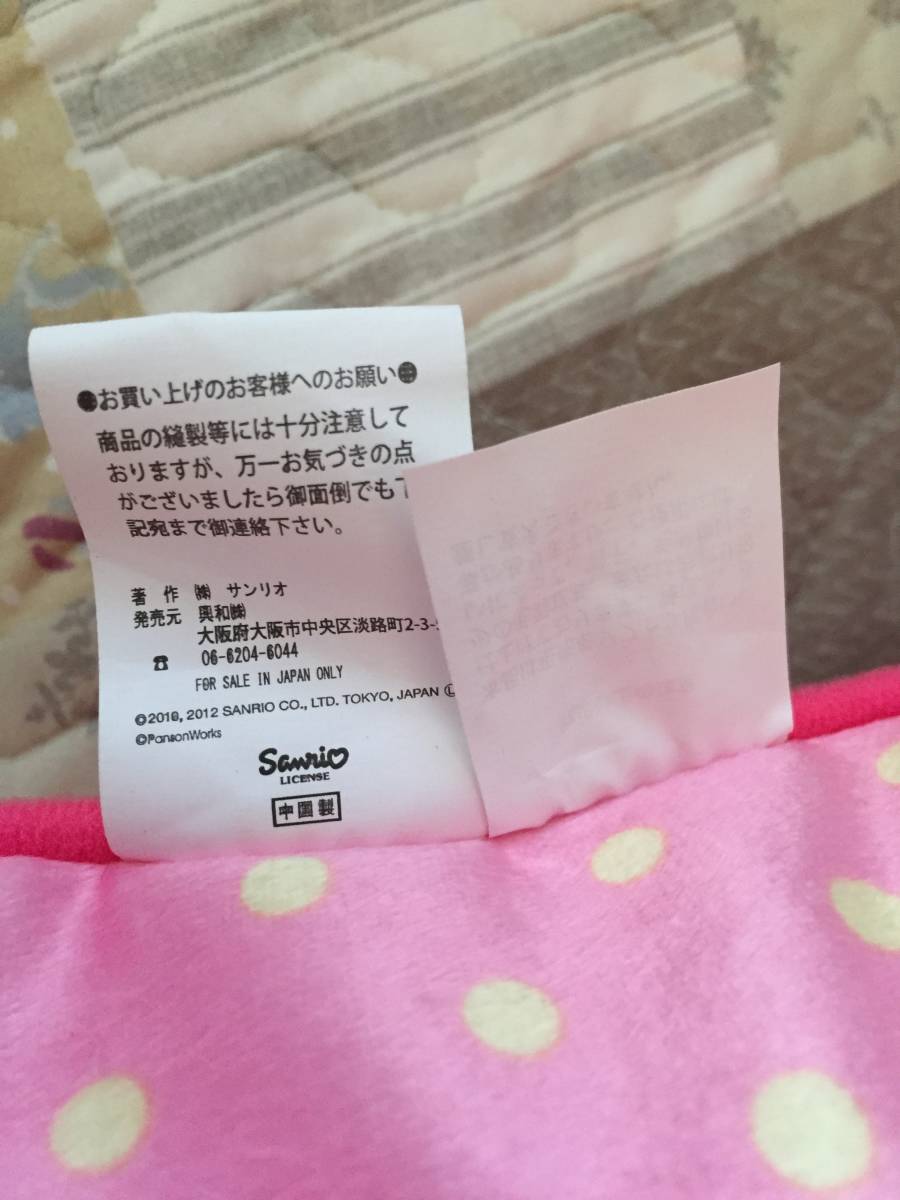 ●お買い上げのお客様へのお願い●
商品の縫製等には十分注意して
おりますが、万一お気づきの点
がございましたら御面倒でも下
記宛まで御連絡下さい。
著 作 ㈱ サンリオ
発売元 興和㈱
大阪府大阪市中央区淡路町2-3-
☎ 06-6204-6044
FOR SALE IN JAPAN ONLY
©2010, 2012 SANRIO CO., LTD. TOKYO, JAPAN Ⓛ
©PansonWorks
Sanrio
LICENSE
中国製